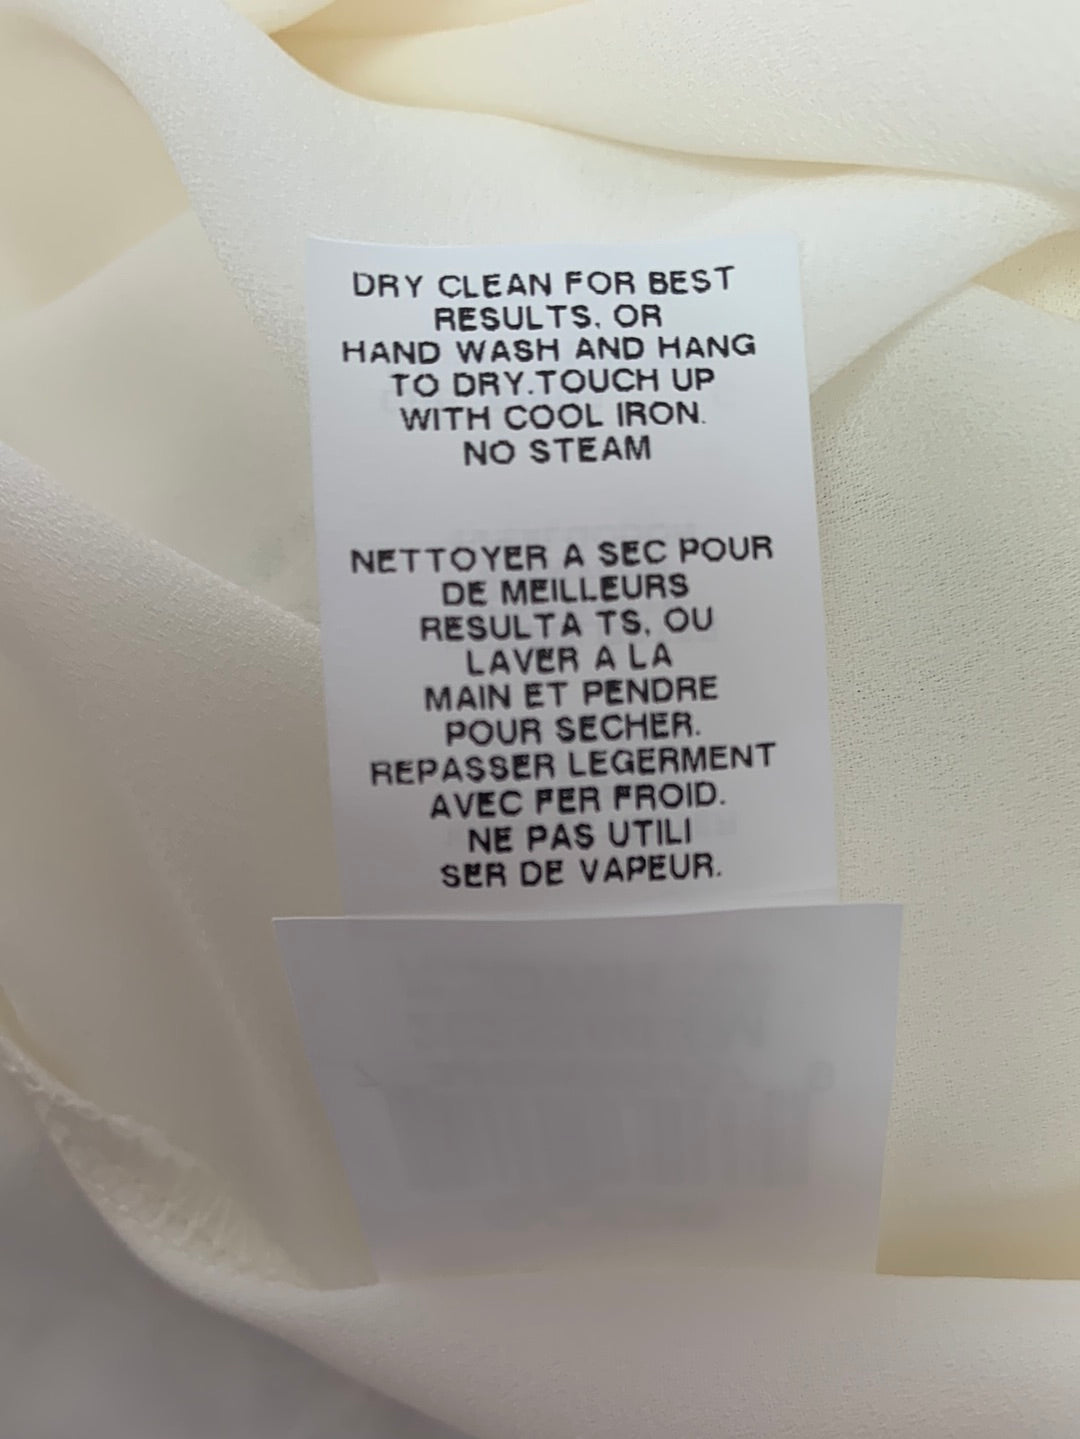 DRY CLEAN FOR BEST
RESULTS, OR
HAND WASH AND HANG
TO DRY.TOUCH UP
WITH COOL IRON.
NO STEAM
NETTOYER A SEC POUR
DE MEILLEURS
RESULTA TS, OU
LAVER A LA
MAIN ET PENDRE
POUR SECHER.
REPASSER LEGERMENT
AVEC FER FROID.
NE PAS UTILI
SER DE VAPEUR.